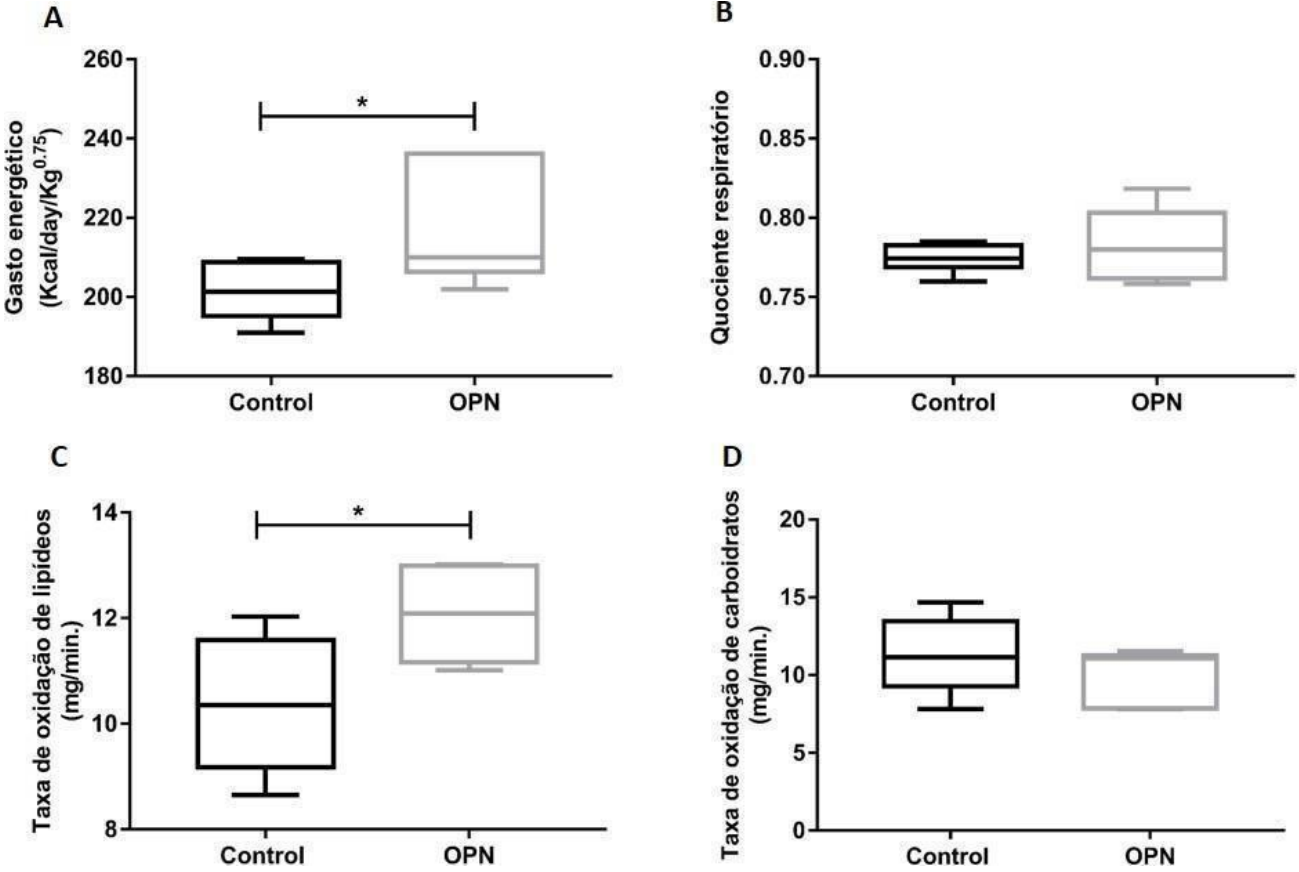 A
Gasto energético
(Kcal/day/Kg0.75)
260
240
220
200
180
*
Control
OPN
B
Quociente respiratório
0.90
0.85
0.80
0.75
0.70
Control
OPN
C
Taxa de oxidação de lipídeos
(mg/min.)
14
12
10
8
*
Control
OPN
D
Taxa de oxidação de carboidratos
(mg/min.)
20
15
10
5
0
Control
OPN